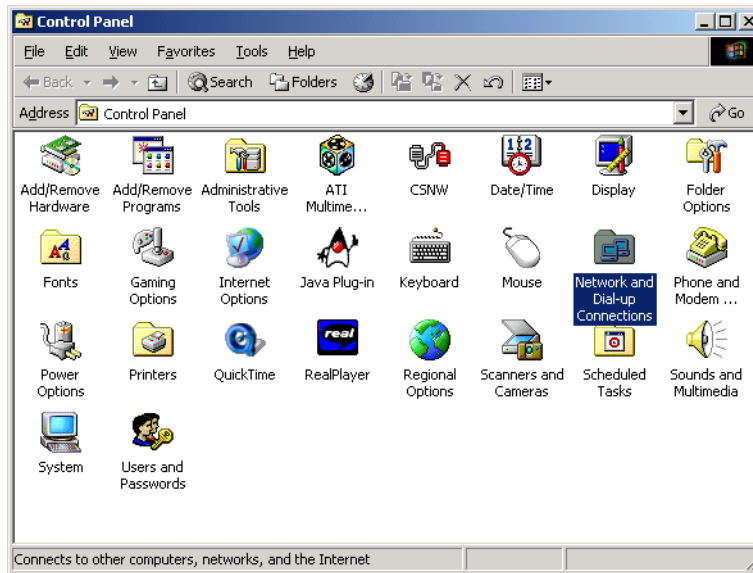 Control Panel
File Edit View Favorites Tools Help
Back Search Folders
Address Control Panel Go
Add/Remove Hardware
Add/Remove Programs
Administrative Tools
ATI Multime...
CSNW
Date/Time
Display
Folder Options
Fonts
Gaming Options
Internet Options
Java Plug-in
Keyboard
Mouse
Network and Dial-up Connections
Phone and Modem ...
Power Options
Printers
QuickTime
real
RealPlayer
Regional Options
Scanners and Cameras
Scheduled Tasks
Sounds and Multimedia
System
Users and Passwords
Connects to other computers, networks, and the Internet